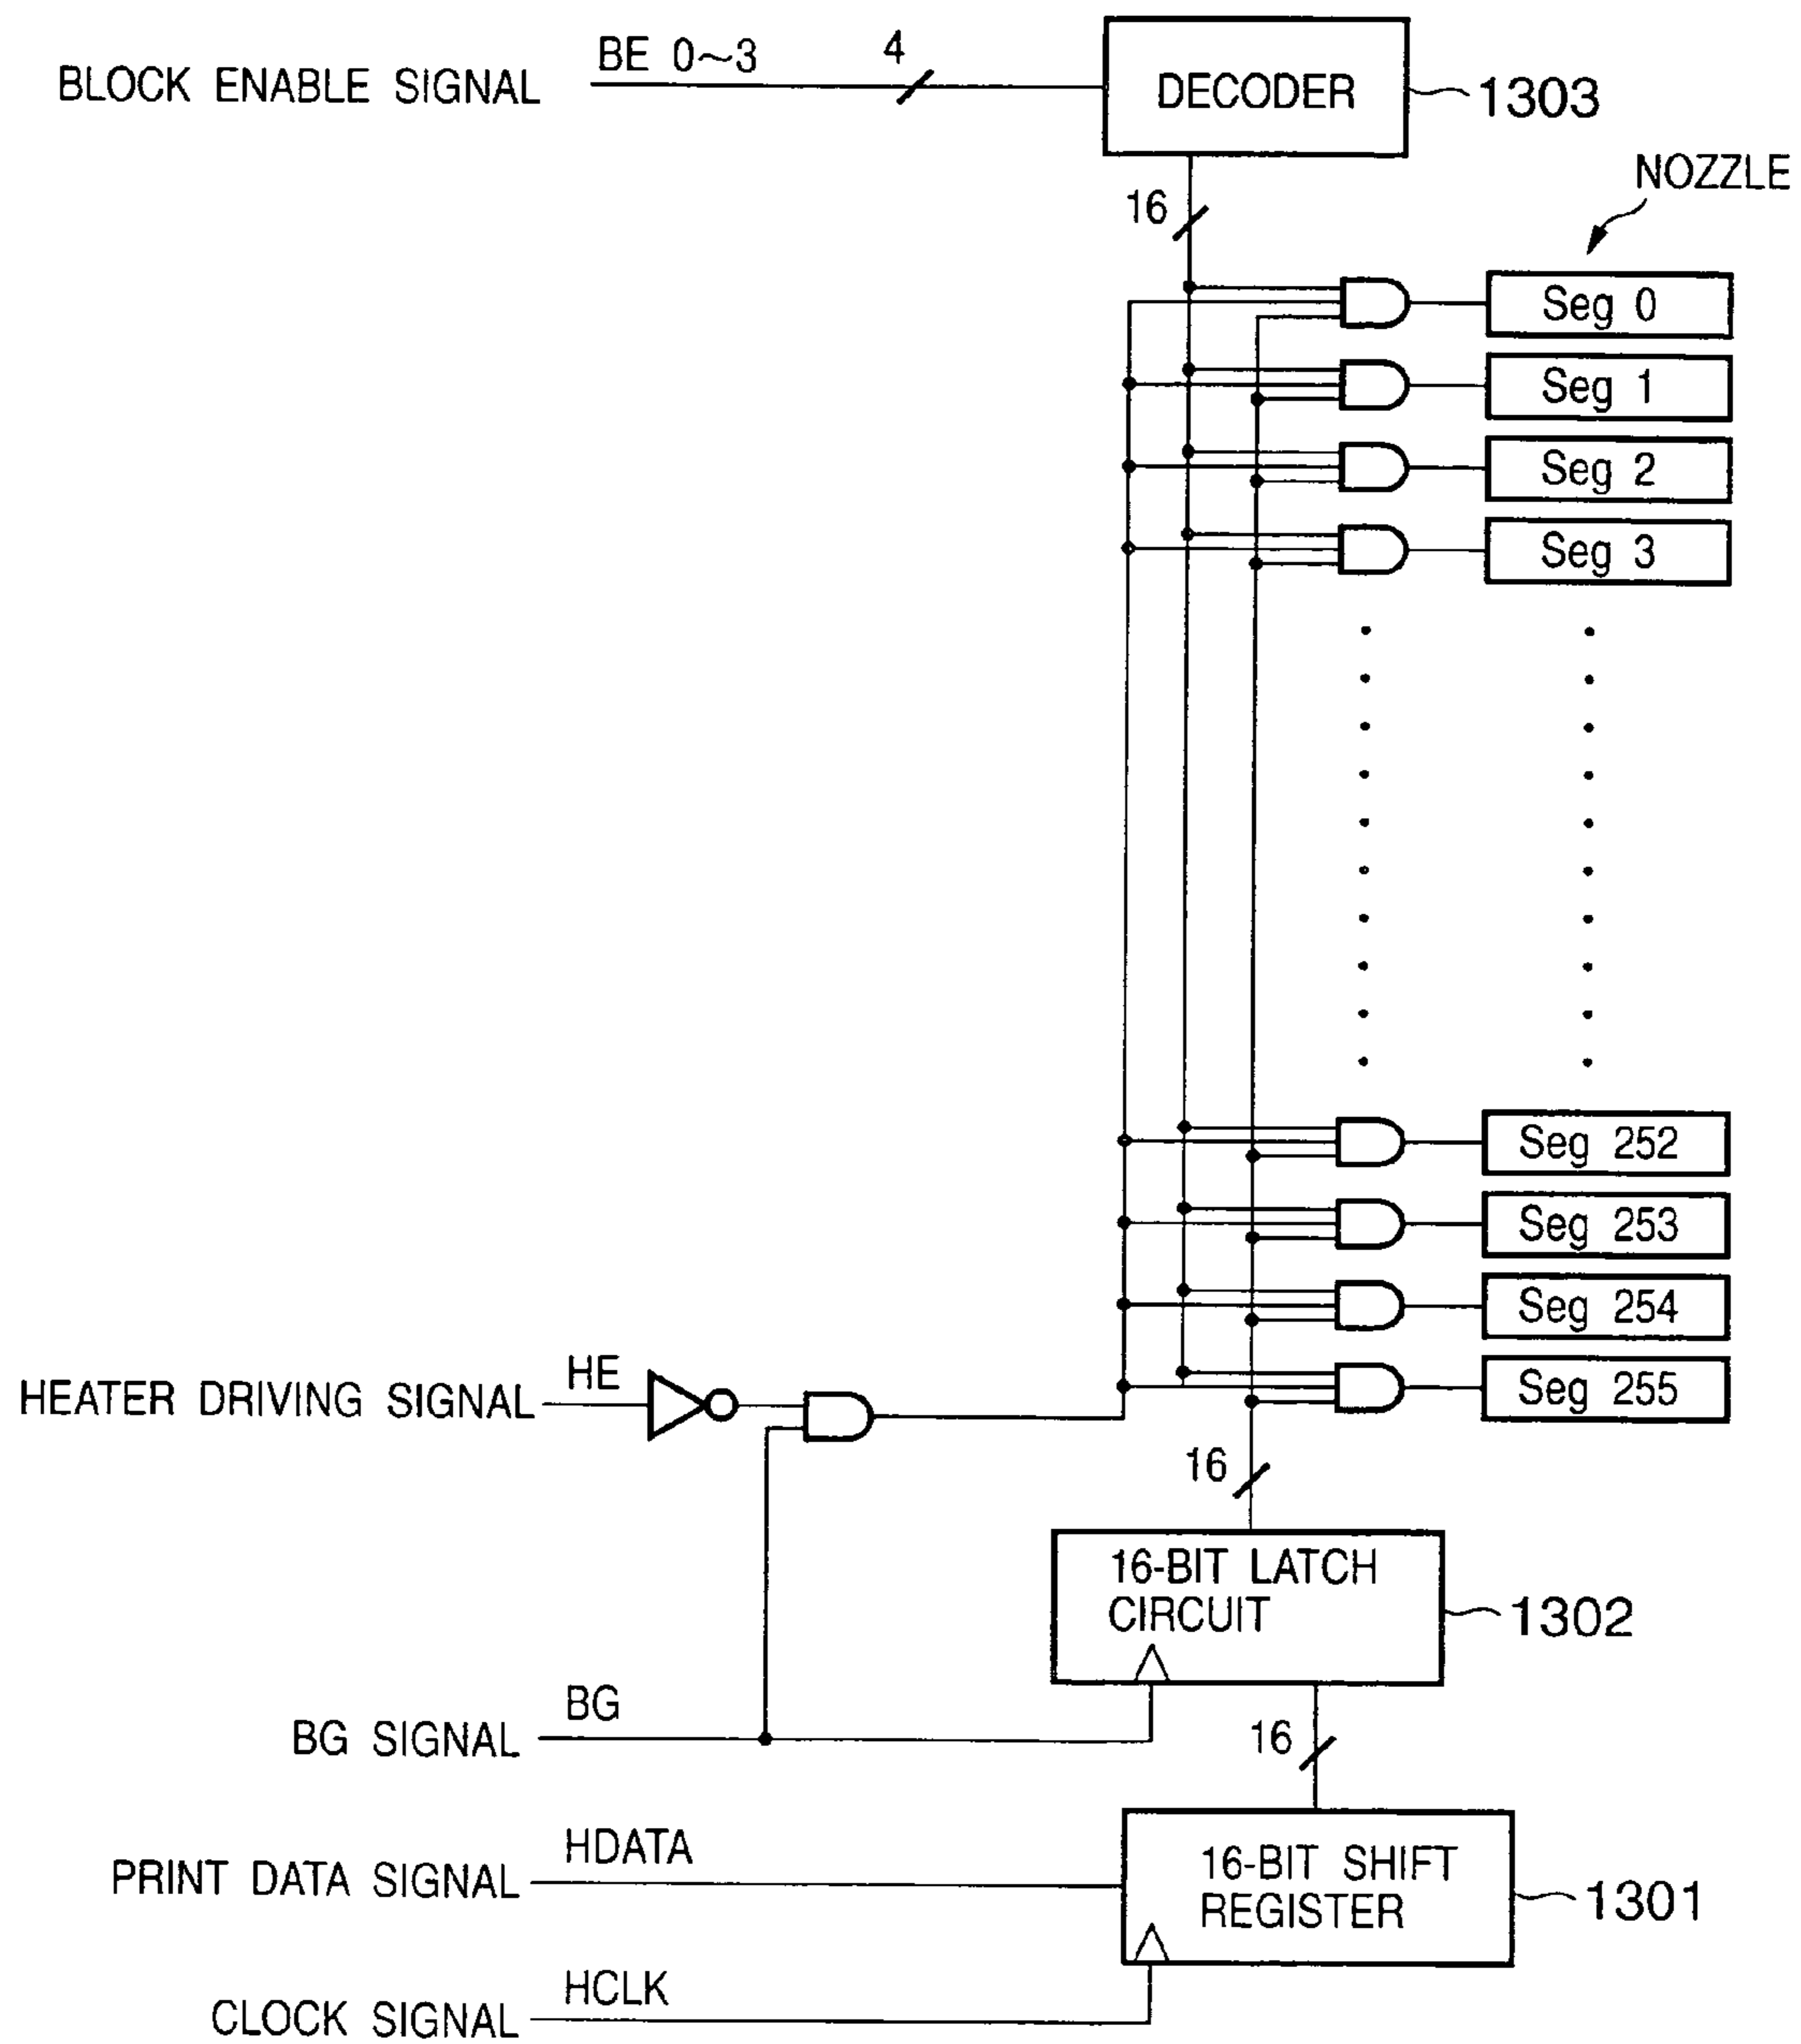 BLOCK ENABLE SIGNAL
BE 0~3
4
DECODER
1303
16
NOZZLE
Seg 0
Seg 1
Seg 2
Seg 3
Seg 252
Seg 253
Seg 254
Seg 255
HEATER DRIVING SIGNAL
HE
16
16-BIT LATCH
CIRCUIT
1302
BG SIGNAL
BG
16
PRINT DATA SIGNAL
HDATA
16-BIT SHIFT
REGISTER
1301
CLOCK SIGNAL
HCLK